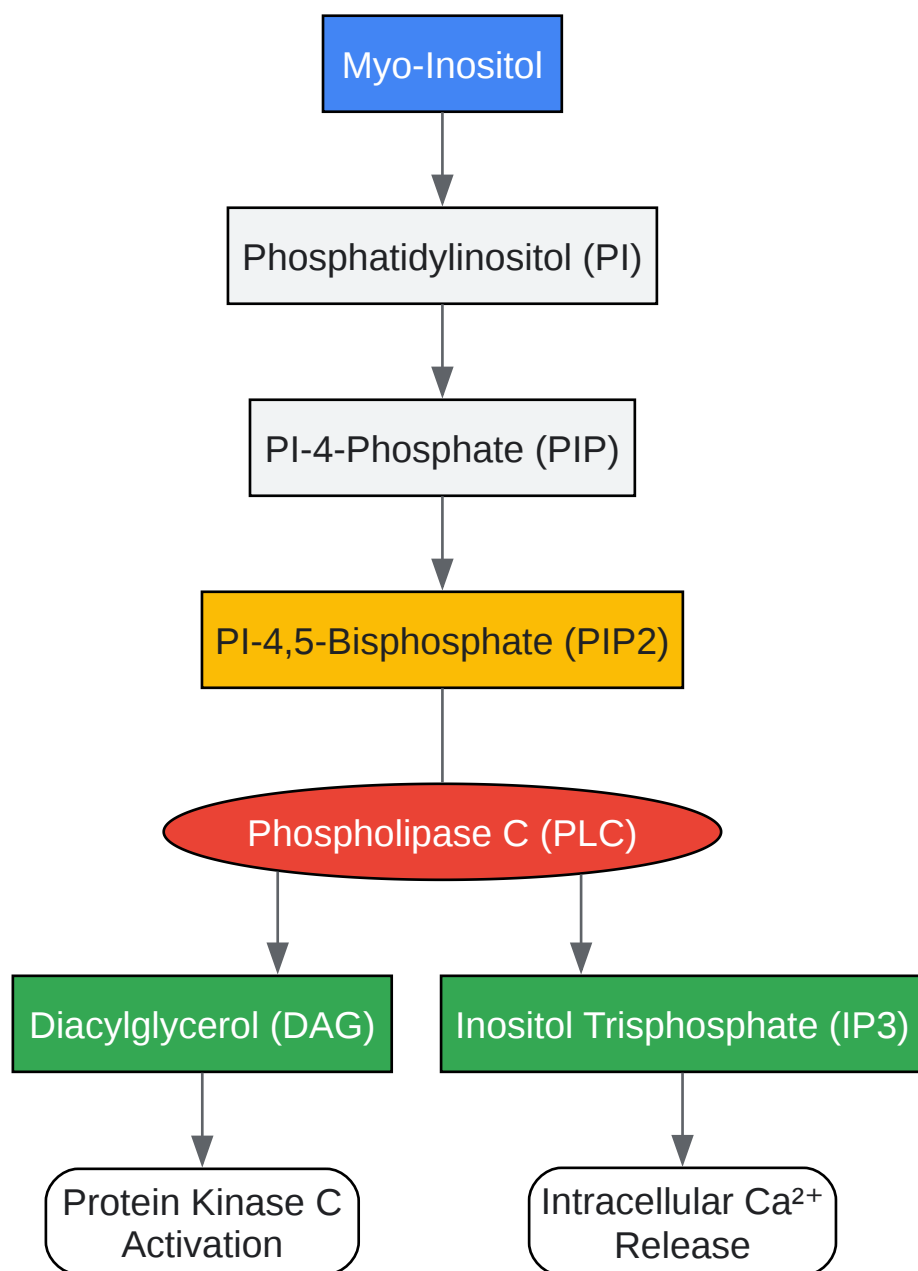 Myo-Inositol
Phosphatidylinositol (PI)
PI-4-Phosphate (PIP)
PI-4,5-Bisphosphate (PIP2)
Phospholipase C (PLC)
Diacylglycerol (DAG)
Inositol Trisphosphate (IP3)
Protein Kinase C
Activation
Intracellular Ca²⁺
Release